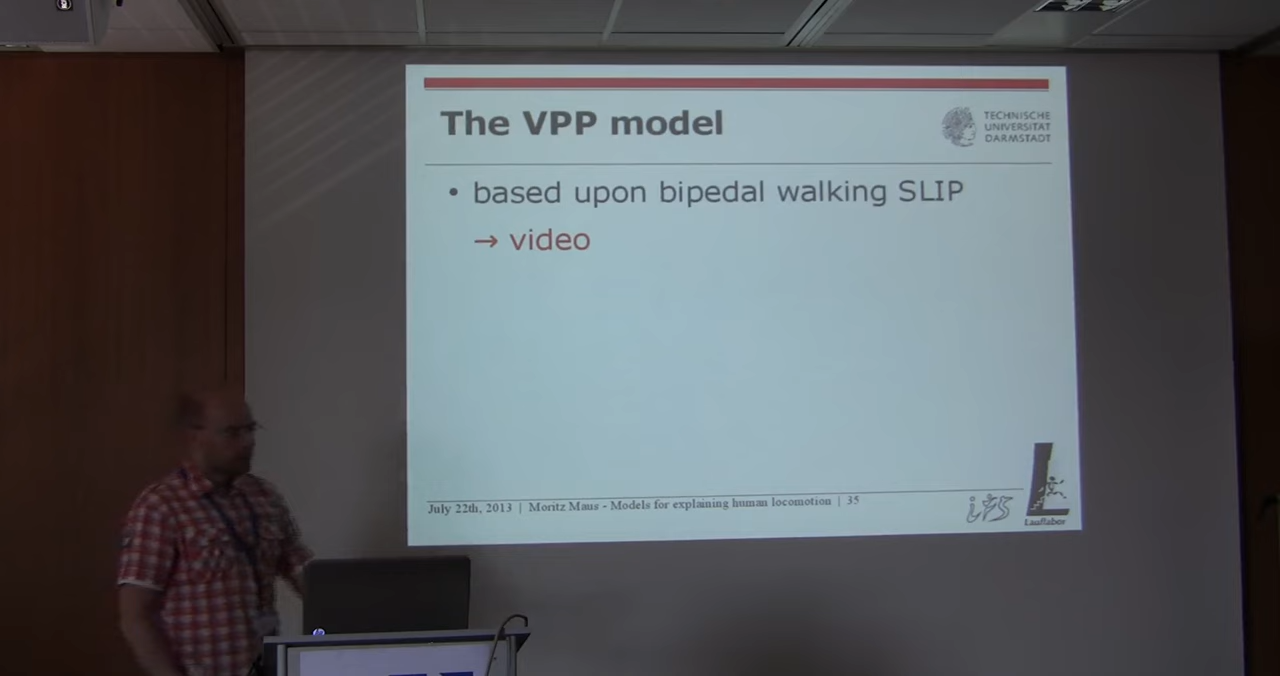 The VPP model
TECHNISCHE
UNIVERSITÄT
DARMSTADT
• based upon bipedal walking SLIP
→ video
July 22th, 2013 | Moritz Maus - Models for explaining human locomotion | 35
ifs
Lauflabor